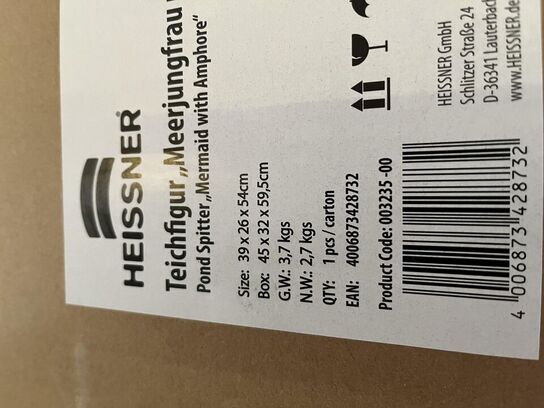 HEISSNER
Teichfigur „Meerjungfrau
Pond Spitter „Mermaid with Amphore“
Size: 39 x 26 x 54cm
Box: 45 x 32 x 59,5cm
G.W.: 3,7 kgs
N.W.: 2,7 kgs
QTY: 1 pcs / carton
EAN: 4006873428732
Product Code: 003235 -00
HEISSNER GmbH
Schlitzer Straße 24
D-36341 Lauterbach
www.HEISSNER.de
4 006873 428732